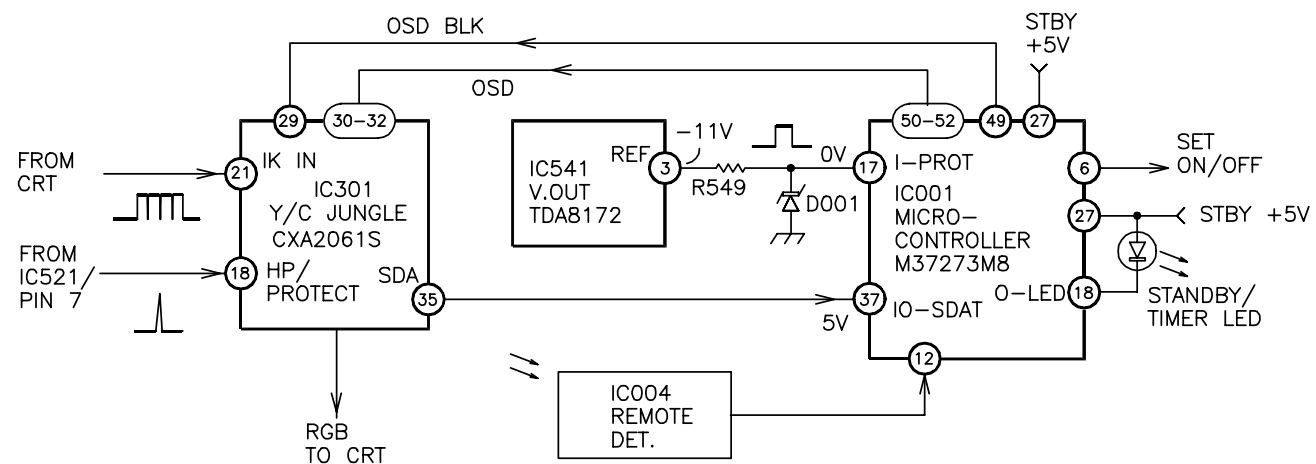 OSD BLK
OSD
STBY
+5V
29
30-32
50-52
49
27
FROM
CRT
21
IK IN
IC301
Y/C JUNGLE
CXA2061S
FROM
IC521/
PIN 7
18
HP/
PROTECT
SDA
35
RGB
TO CRT
IC541
V.OUT
TDA8172
REF
3
-11V
R549
D001
0V
17
I-PROT
IC001
MICRO-
CONTROLLER
M37273M8
6
SET
ON/OFF
27
STBY +5V
O-LED
18
STANDBY/
TIMER LED
37
5V
IO-SDAT
12
IC004
REMOTE
DET.